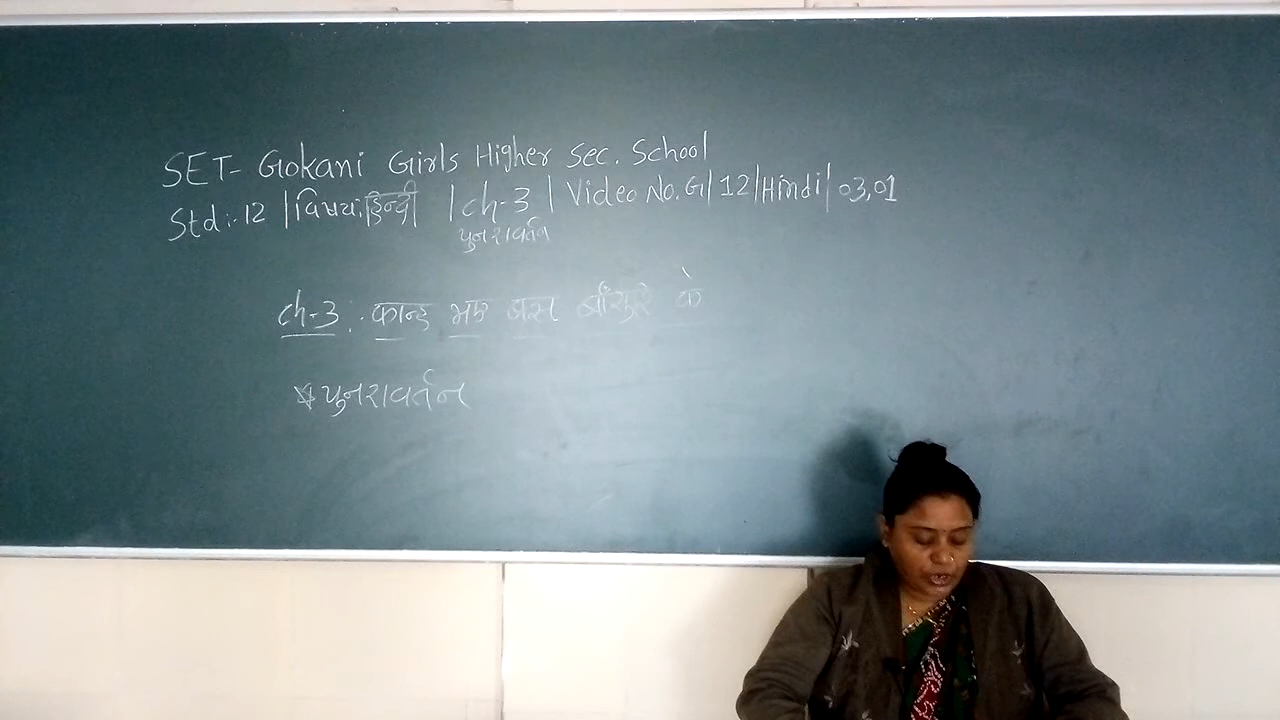 SET- Gokani Girls Higher Sec. School
Std:-12 | विषय: हिन्दी | ch-3 | Video No. G/12/Hindi/03,01
पुनरावर्तन
ch-3 : कान्ह भए बस बाँसुरी के
* पुनरावर्तन